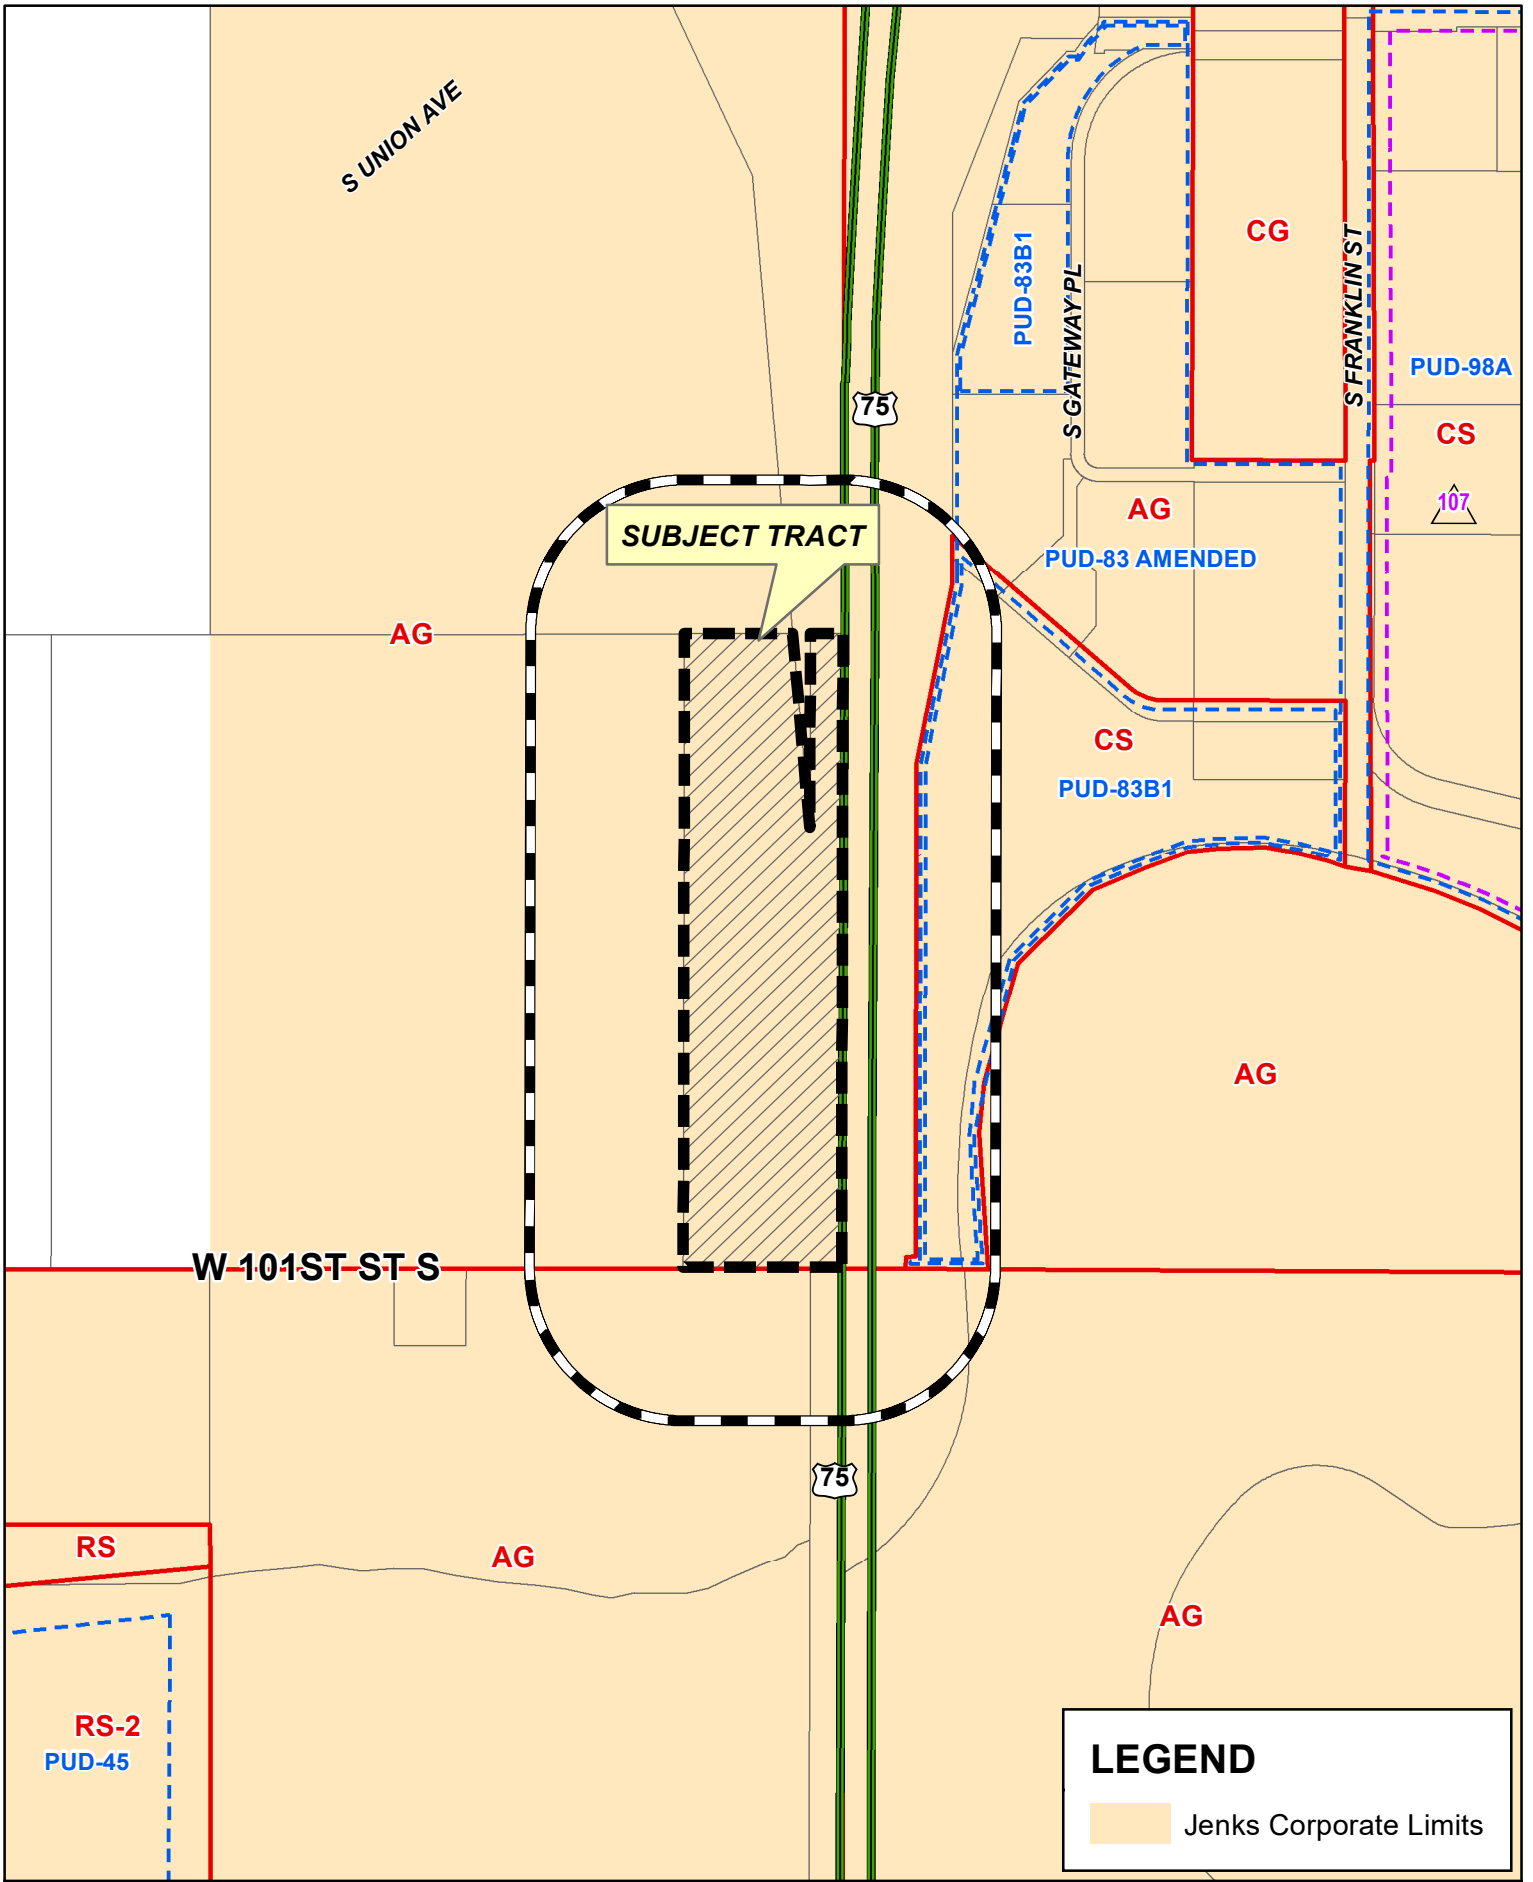 S UNION AVE
CG
PUD-83B1
S GATEWAY PL
S FRANKLIN ST
PUD-98A
75
CS
107
AG
SUBJECT TRACT
PUD-83 AMENDED
AG
CS
PUD-83B1
AG
W 101ST ST S
75
RS
AG
AG
RS-2
PUD-45
LEGEND
Jenks Corporate Limits